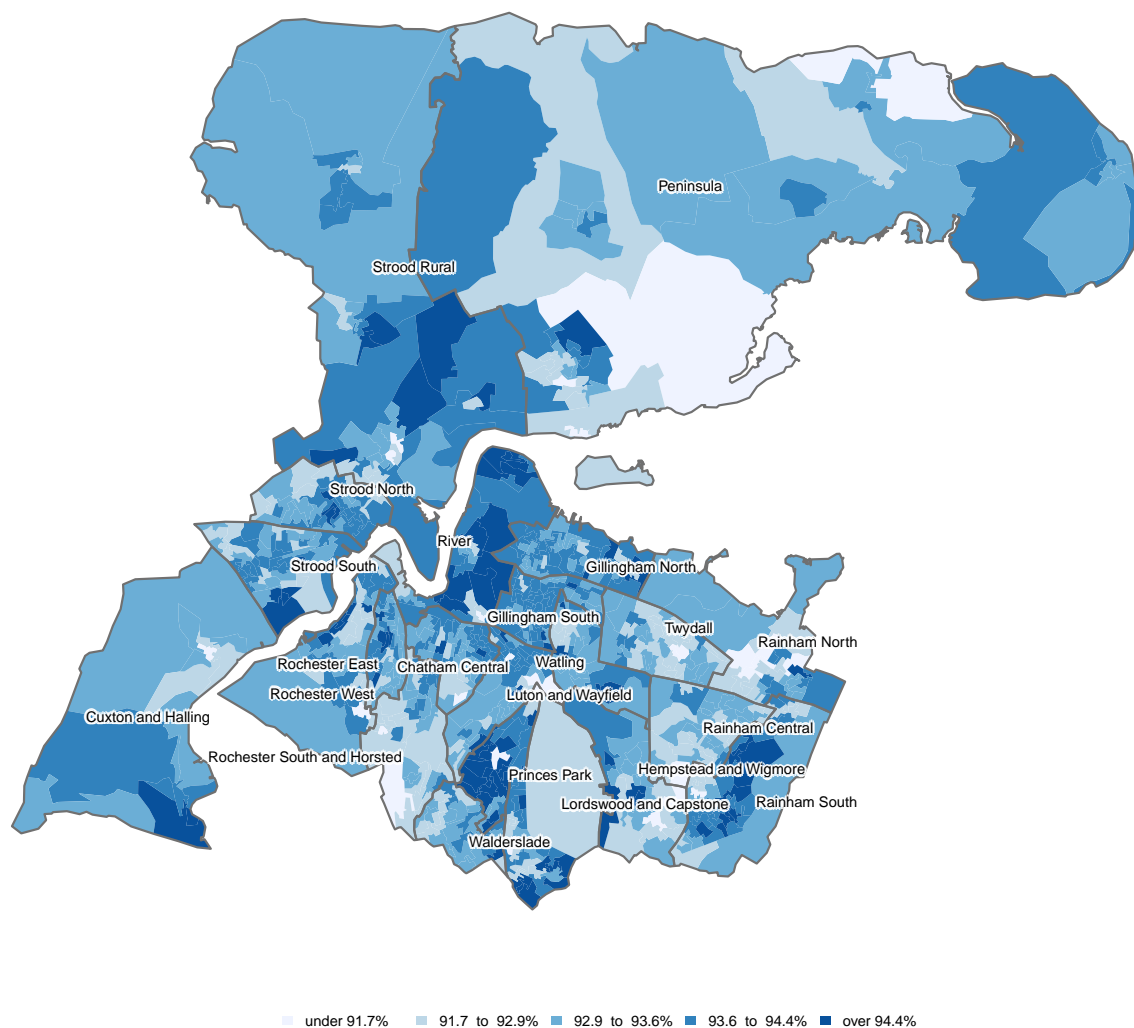 Peninsula
Strood Rural
Strood North
River
Strood South
Gillingham North
Gillingham South
Twydall
Rainham North
Rochester East
Chatham Central
Watling
Rochester West
Luton and Wayfield
Cuxton and Halling
Rainham Central
Rochester South and Horsted
Hempstead and Wigmore
Princes Park
Lordswood and Capstone
Rainham South
Walderslade
under 91.7% 91.7 to 92.9% 92.9 to 93.6% 93.6 to 94.4% over 94.4%